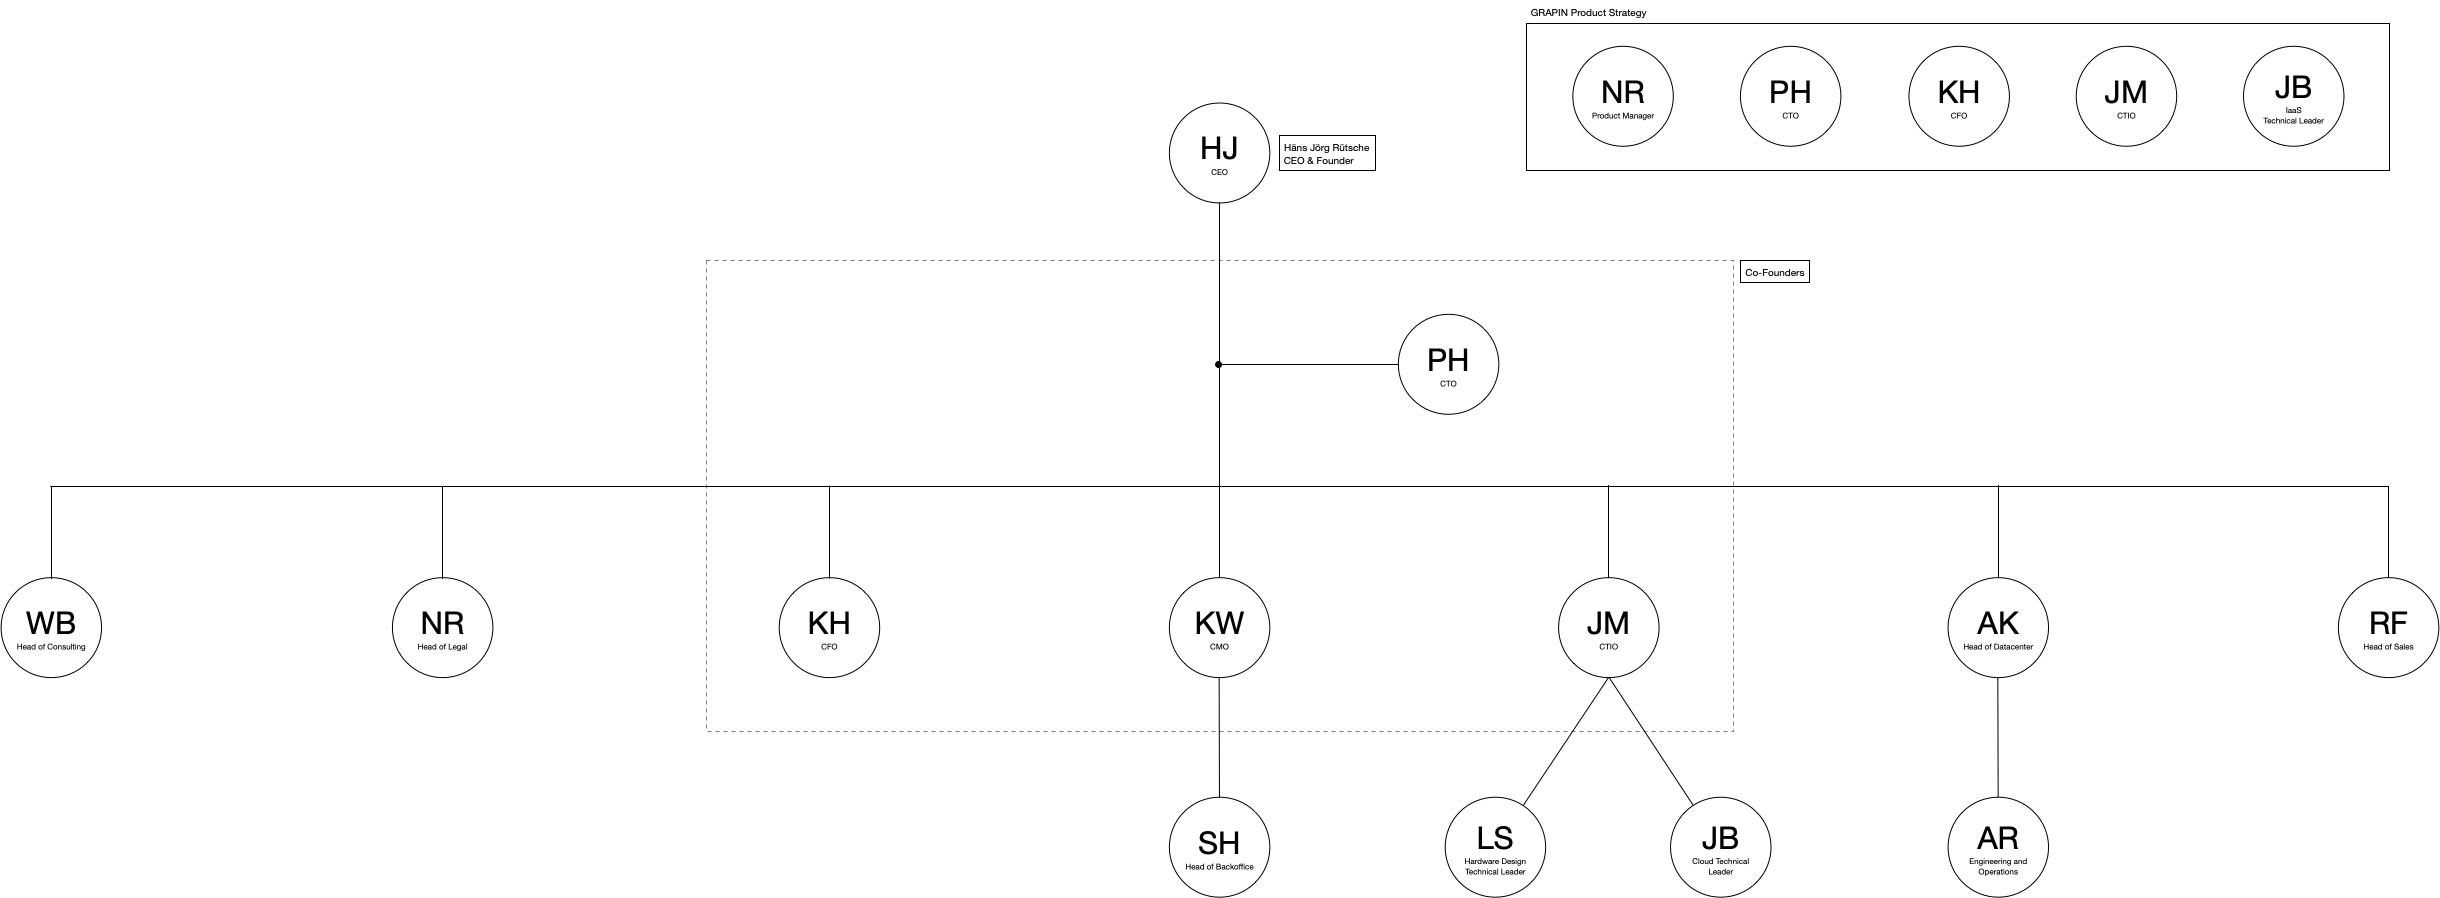 GRAPIN Product Strategy
NR
Product Manager
PH
CTO
KH
CFO
JM
CTIO
JB
IaaS
Technical Leader
HJ
CEO
Häns Jörg Rütsche
CEO & Founder
Co-Founders
PH
CTO
WB
Head of Consulting
NR
Head of Legal
KH
CFO
KW
CMO
JM
CTIO
AK
Head of Datacenter
RF
Head of Sales
SH
Head of Backoffice
LS
Hardware Design
Technical Leader
JB
Cloud Technical
Leader
AR
Engineering and
Operations